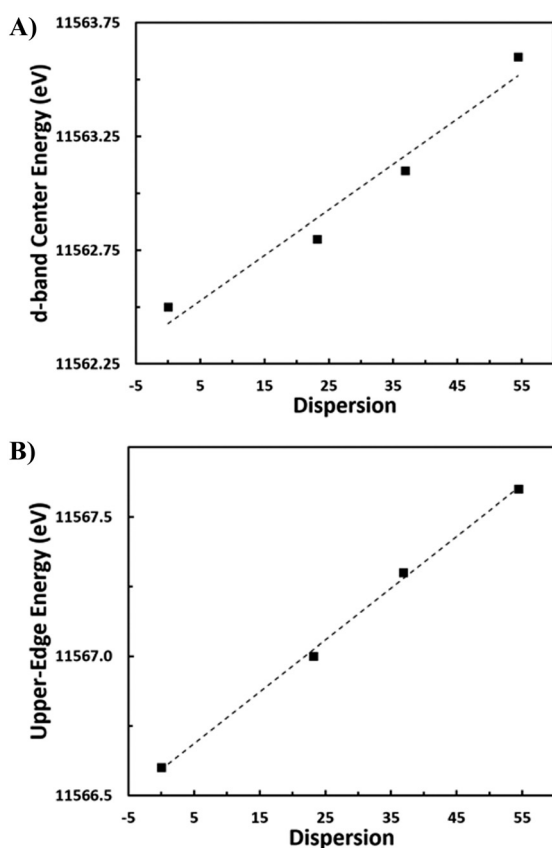 A)
d-band Center Energy (eV)
11563.75
11563.25
11562.75
11562.25
-5 5 15 25 35 45 55
Dispersion
B)
Upper-Edge Energy (eV)
11567.5
11567.0
11566.5
-5 5 15 25 35 45 55
Dispersion